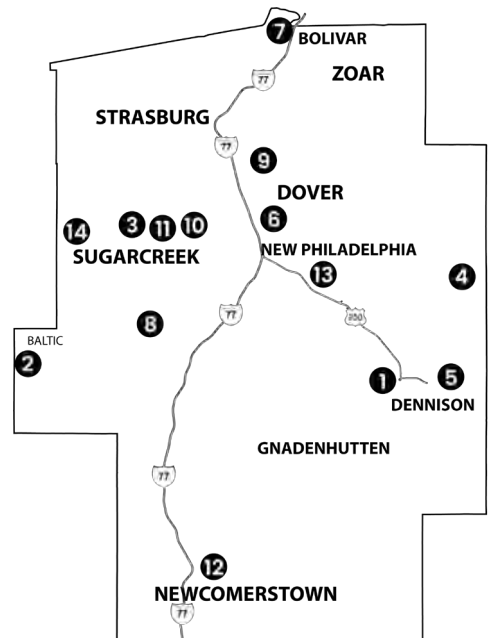 7
BOLIVAR
ZOAR
77
STRASBURG
77
9
DOVER
6
14
3
11
10
SUGARCREEK
NEW PHILADELPHIA
13
4
77
250
8
BALTIC
2
1
5
DENNISON
GNADENHUTTEN
77
12
NEWCOMERSTOWN
77